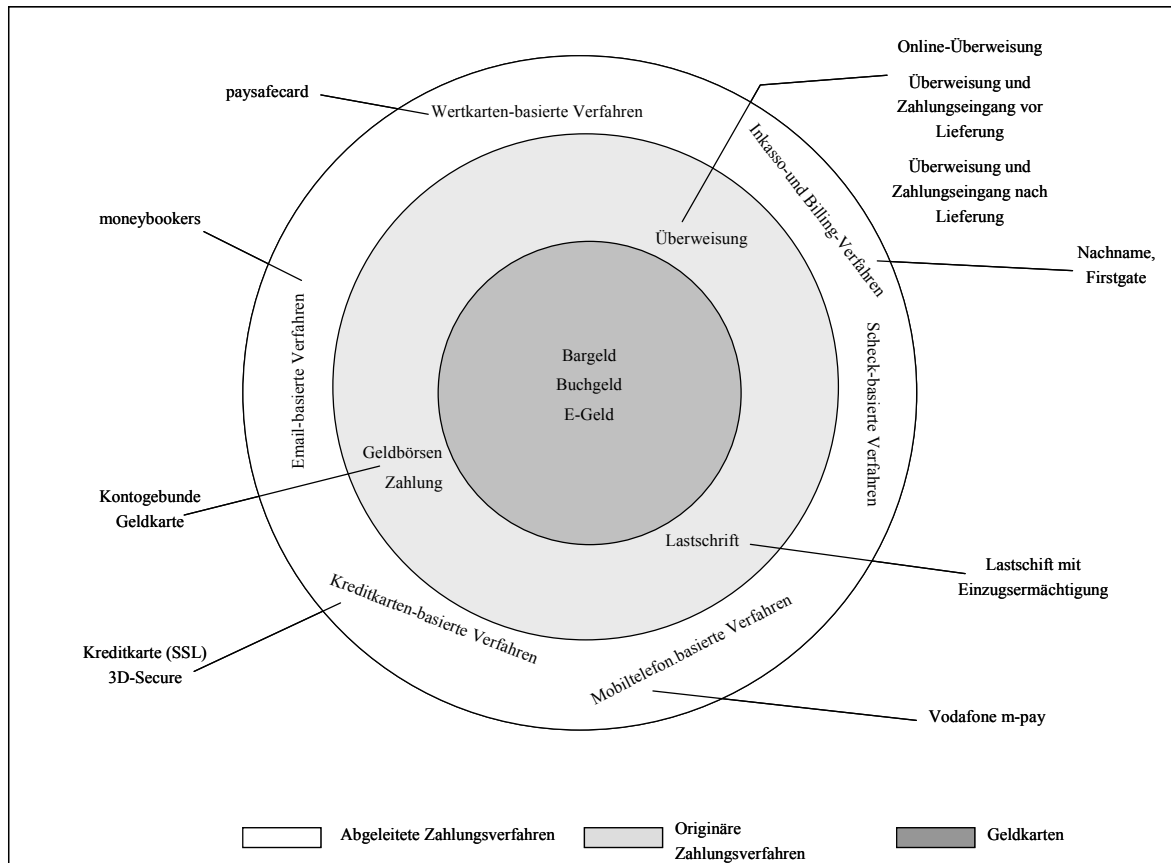 Online-Überweisung
Überweisung und
Zahlungseingang vor
Lieferung
Überweisung und
Zahlungseingang nach
Lieferung
paysafecard
Wertkarten-basierte Verfahren
Inkasso-und Billing-Verfahren
moneybookers
Überweisung
Nachname,
Firstgate
Email-basierte Verfahren
Scheck-basierte Verfahren
Bargeld
Buchgeld
E-Geld
Geldbörsen
Zahlung
Kontogebunde
Geldkarte
Lastschrift
Lastschift mit
Einzugsermächtigung
Kreditkarten-basierte Verfahren
Mobiltelefon.basierte Verfahren
Kreditkarte (SSL)
3D-Secure
Vodafone m-pay
Abgeleitete Zahlungsverfahren
Originäre
Zahlungsverfahren
Geldkarten